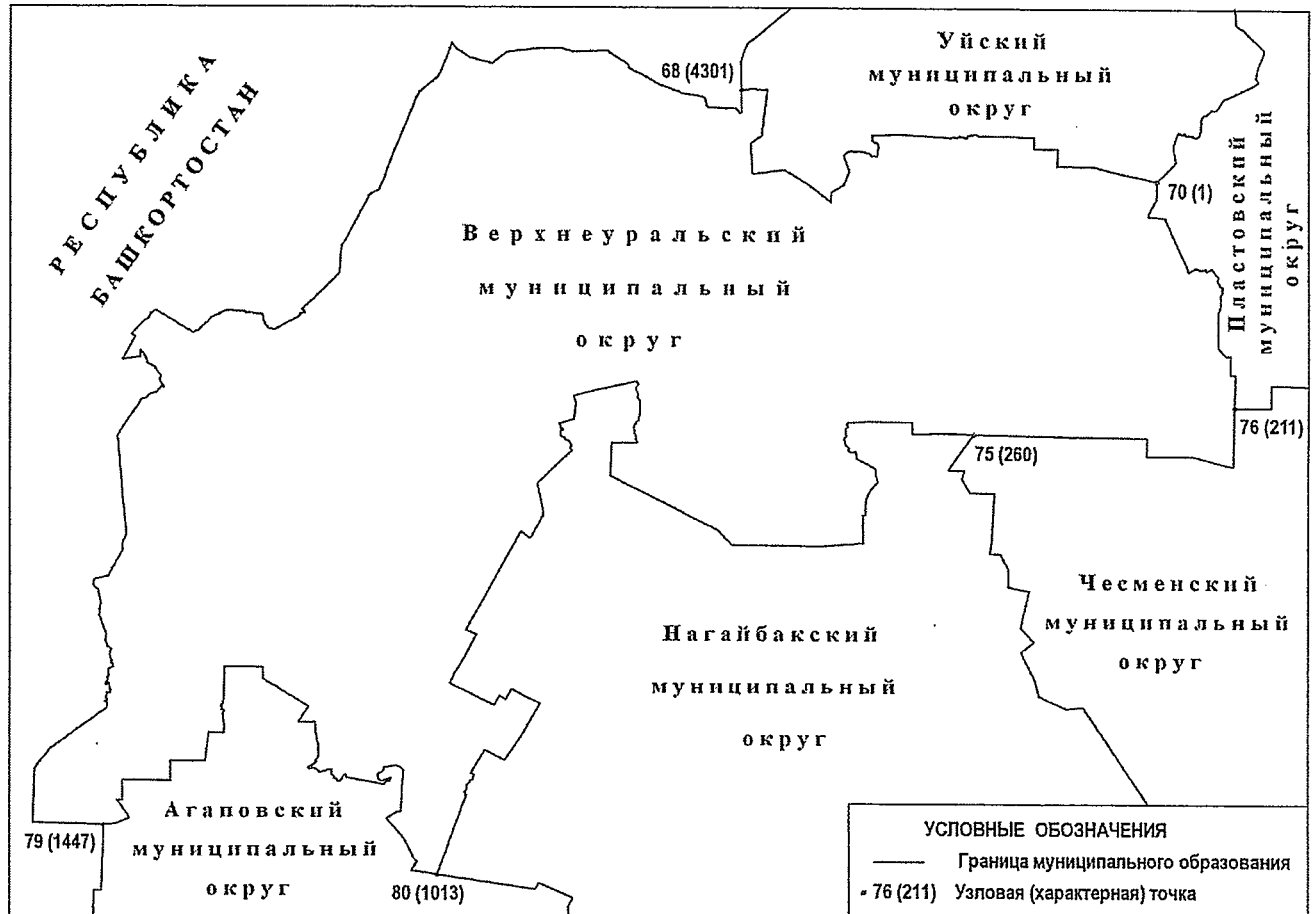 РЕСПУБЛИКА
БАШКОРТОСТАН
68 (4301)
Уйский
муниципальный
округ
70 (1)
Пластовский
муниципальный
округ
Верхнеуральский
муниципальный
округ
76 (211)
75 (260)
Чесменский
муниципальный
округ
Нагайбакский
муниципальный
округ
Агаповский
муниципальный
округ
79 (1447)
80 (1013)
УСЛОВНЫЕ ОБОЗНАЧЕНИЯ
Граница муниципального образования
76 (211) Узловая (характерная) точка